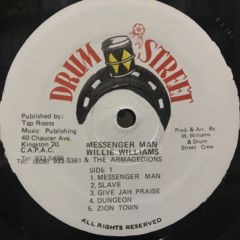 DRUM STREET
Published by:
Tap Roots
Music Publishing
40 Chaucer Ave.
Kingston 20.
C.A.P.A.C.
Prod. & Arr. By
W. Williams
& Drum
Street Crew
MESSENGER MAN
WILLIE WILLIAMS
& THE ARMAGEDIONS
SIDE 1
1. MESSENGER MAN
2. SLAVE
3. GIVE JAH PRAISE
4. DUNGEON
5. ZION TOWN
ALL RIGHTS RESERVED